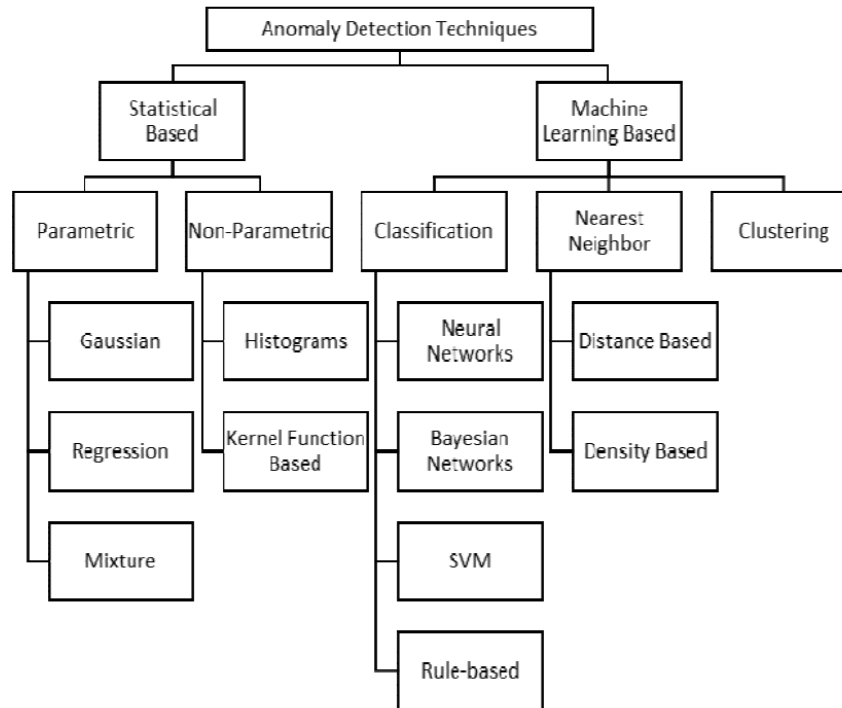 Anomaly Detection Techniques
Statistical
Based
Machine
Learning Based
Parametric
Non-Parametric
Classification
Nearest
Neighbor
Clustering
Gaussian
Histograms
Neural
Networks
Distance Based
Regression
Kernel Function
Based
Bayesian
Networks
Density Based
Mixture
SVM
Rule-based